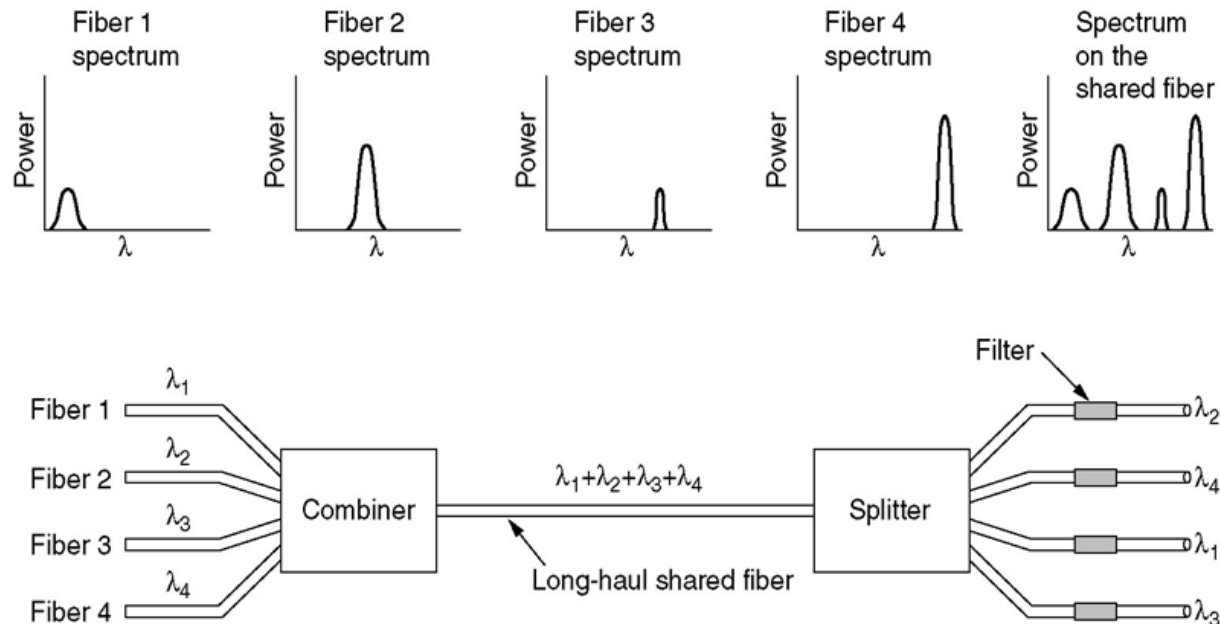 Fiber 1
spectrum
Fiber 2
spectrum
Fiber 3
spectrum
Fiber 4
spectrum
Spectrum
on the
shared fiber
Power
λ
Power
λ
Power
λ
Power
λ
Power
λ
Filter
Fiber 1
λ₁
Fiber 2
λ₂
Fiber 3
λ₃
Fiber 4
λ₄
Combiner
λ₁+λ₂+λ₃+λ₄
Long-haul shared fiber
Splitter
λ₂
λ₄
λ₁
λ₃